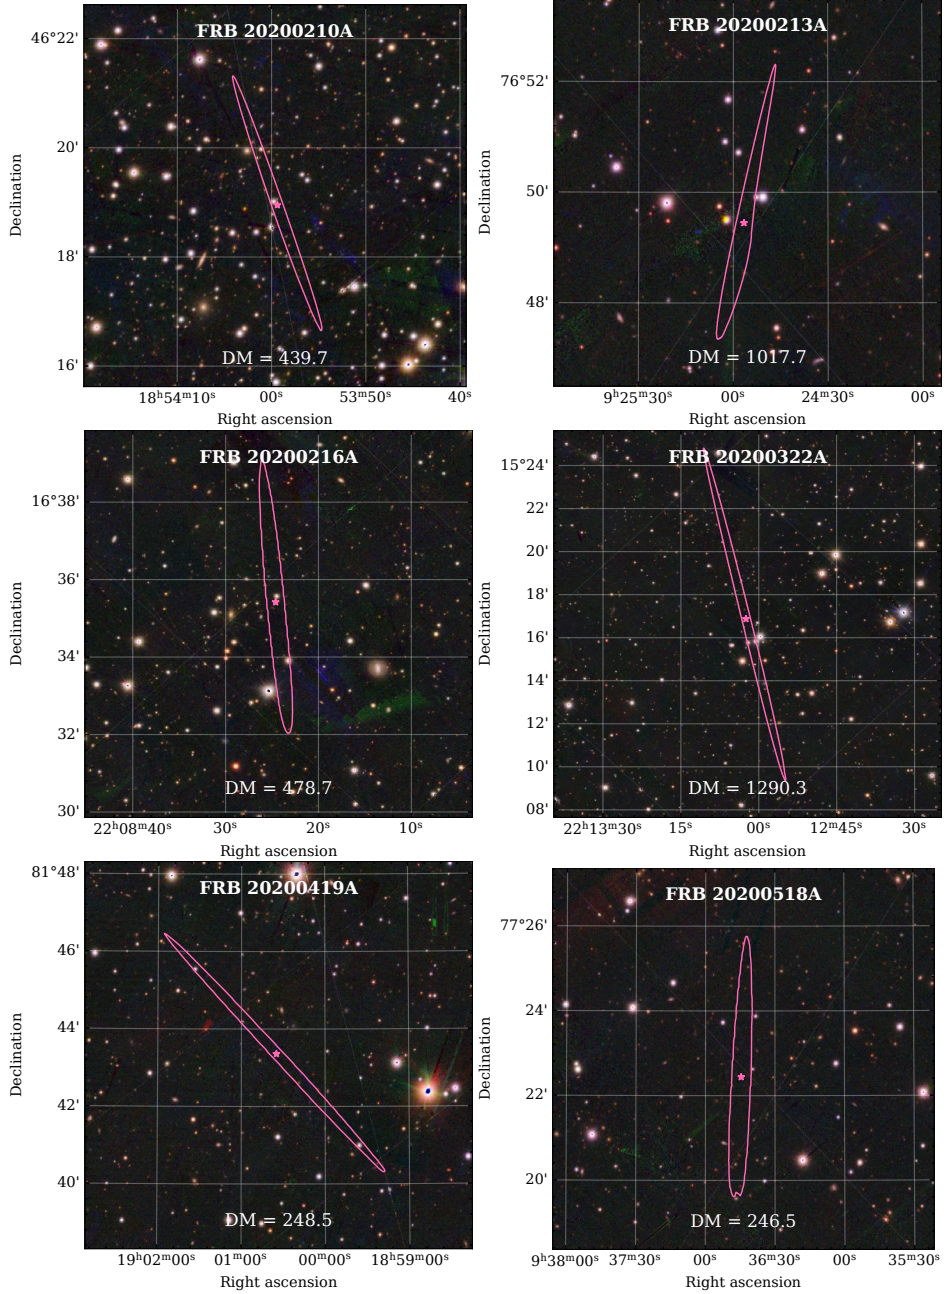 FRB 20200210A
46°22'
20'
18'
16'
Declination
DM = 439.7
18ʰ54ᵐ10ˢ 00ˢ 53ᵐ50ˢ 40ˢ
Right ascension
FRB 20200213A
76°52'
50'
48'
Declination
DM = 1017.7
9ʰ25ᵐ30ˢ 00ˢ 24ᵐ30ˢ 00ˢ
Right ascension
FRB 20200216A
16°38'
36'
34'
32'
30'
Declination
DM = 478.7
22ʰ08ᵐ40ˢ 30ˢ 20ˢ 10ˢ
Right ascension
FRB 20200322A
15°24'
22'
20'
18'
16'
14'
12'
10'
08'
Declination
DM = 1290.3
22ʰ13ᵐ30ˢ 15ˢ 00ˢ 12ᵐ45ˢ 30ˢ
Right ascension
FRB 20200419A
81°48'
46'
44'
42'
40'
Declination
DM = 248.5
19ʰ02ᵐ00ˢ 01ᵐ00ˢ 00ᵐ00ˢ 18ʰ59ᵐ00ˢ
Right ascension
FRB 20200518A
77°26'
24'
22'
20'
Declination
DM = 246.5
9ʰ38ᵐ00ˢ 37ᵐ30ˢ 00ˢ 36ᵐ30ˢ 00ˢ 35ᵐ30ˢ
Right ascension